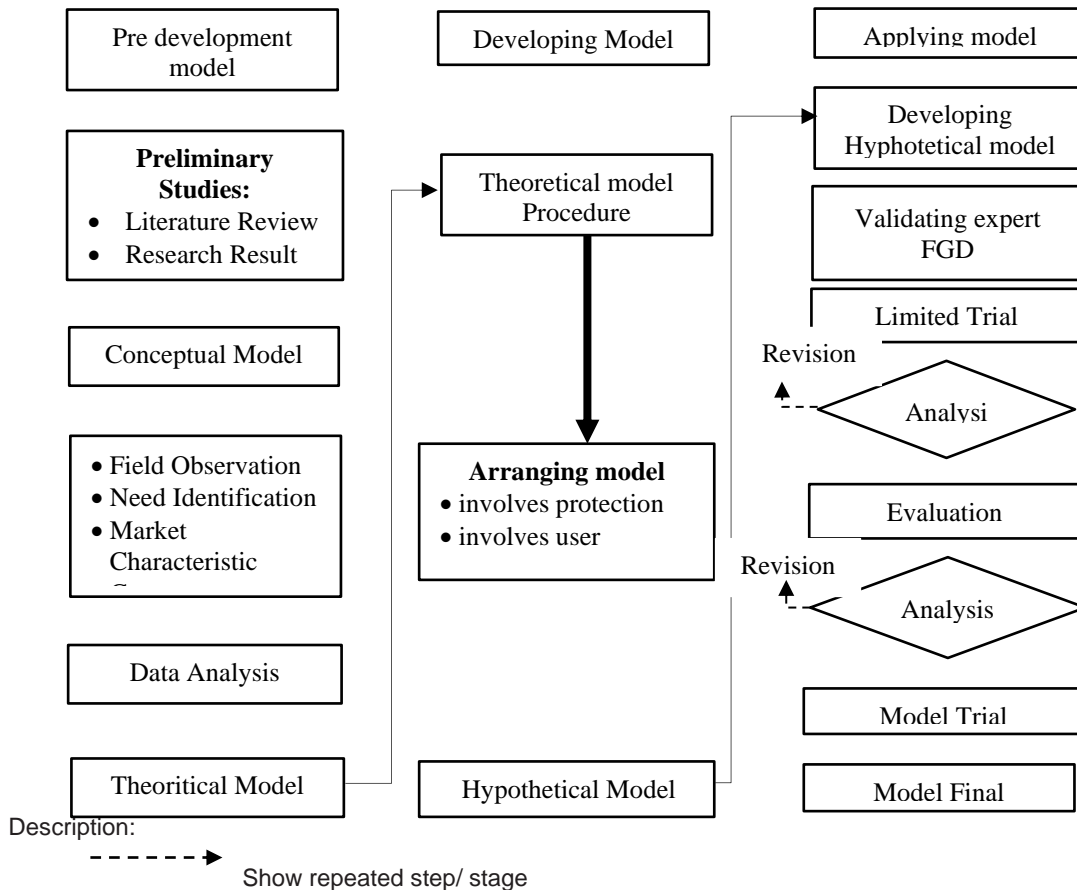 Pre development
model
Preliminary
Studies:
• Literature Review
• Research Result
Conceptual Model
• Field Observation
• Need Identification
• Market
Characteristic
Data Analysis
Theoritical Model
Developing Model
Theoretical model
Procedure
Arranging model
• involves protection
• involves user
Hypothetical Model
Applying model
Developing
Hyphotetical model
Validating expert
FGD
Limited Trial
Revision
Analysi
Evaluation
Revision
Analysis
Model Trial
Model Final
Description:
Show repeated step/ stage